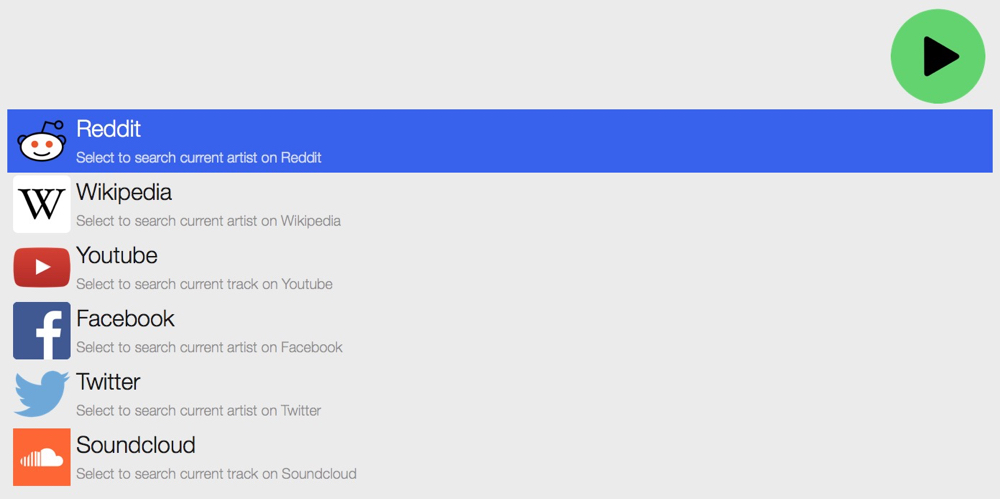 Reddit
Select to search current artist on Reddit
W
Wikipedia
Select to search current artist on Wikipedia
Youtube
Select to search current track on Youtube
f
Facebook
Select to search current artist on Facebook
Twitter
Select to search current artist on Twitter
Soundcloud
Select to search current track on Soundcloud